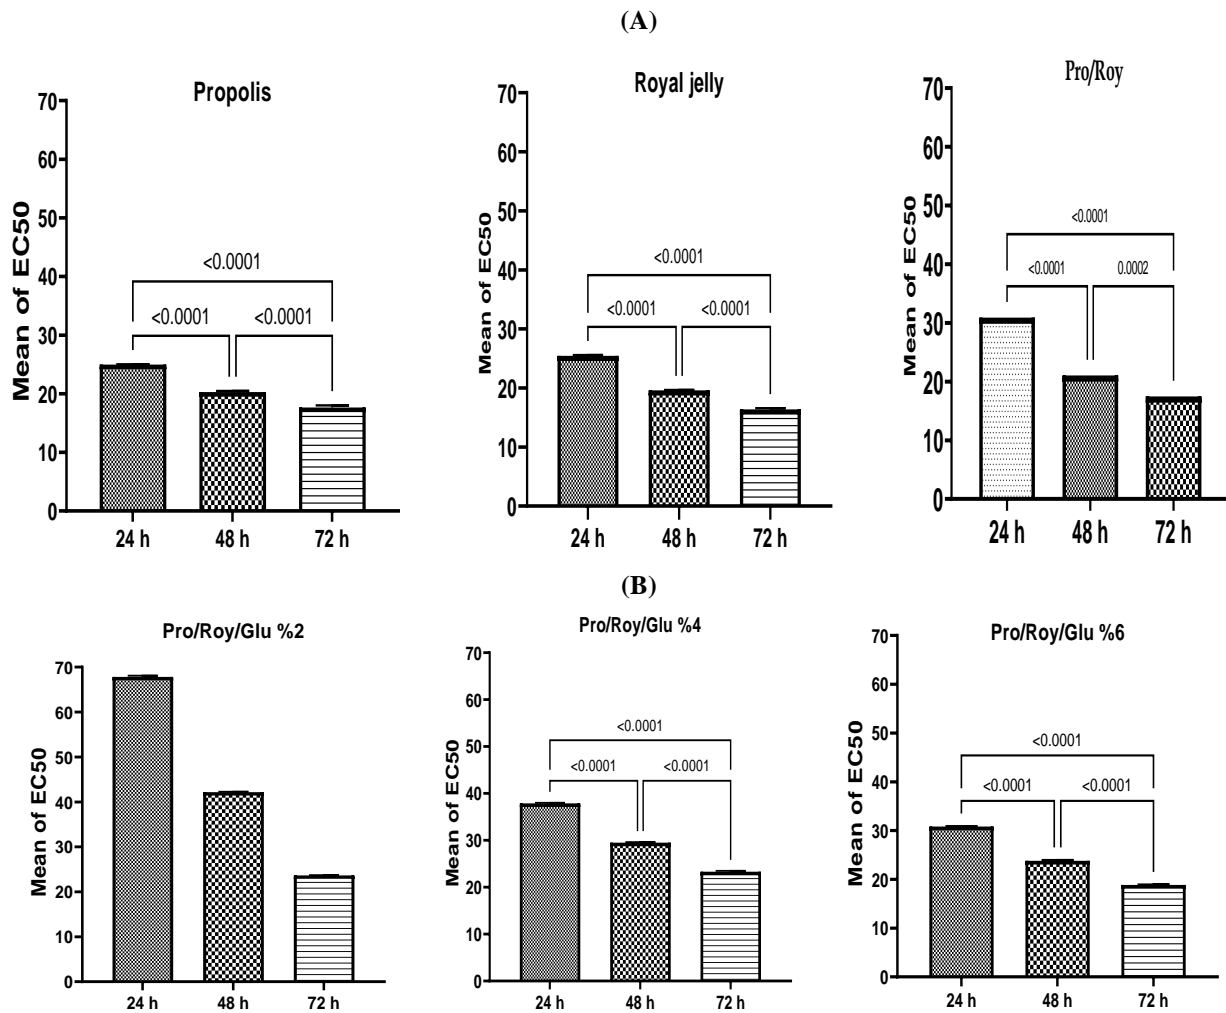 (A)
Propolis
Mean of EC50
70
60
50
40
30
20
10
0
<0.0001
<0.0001 <0.0001
24 h 48 h 72 h
Royal jelly
Mean of EC50
70
60
50
40
30
20
10
0
<0.0001
<0.0001 <0.0001
24 h 48 h 72 h
Pro/Roy
Mean of EC50
70
60
50
40
30
20
10
0
<0.0001
<0.0001 0.0002
24 h 48 h 72 h
(B)
Pro/Roy/Glu %2
Mean of EC50
70
60
50
40
30
20
10
0
24 h 48 h 72 h
Pro/Roy/Glu %4
Mean of EC50
70
60
50
40
30
20
10
0
<0.0001
<0.0001 <0.0001
24 h 48 h 72 h
Pro/Roy/Glu %6
Mean of EC50
70
60
50
40
30
20
10
0
<0.0001
<0.0001 <0.0001
24 h 48 h 72 h